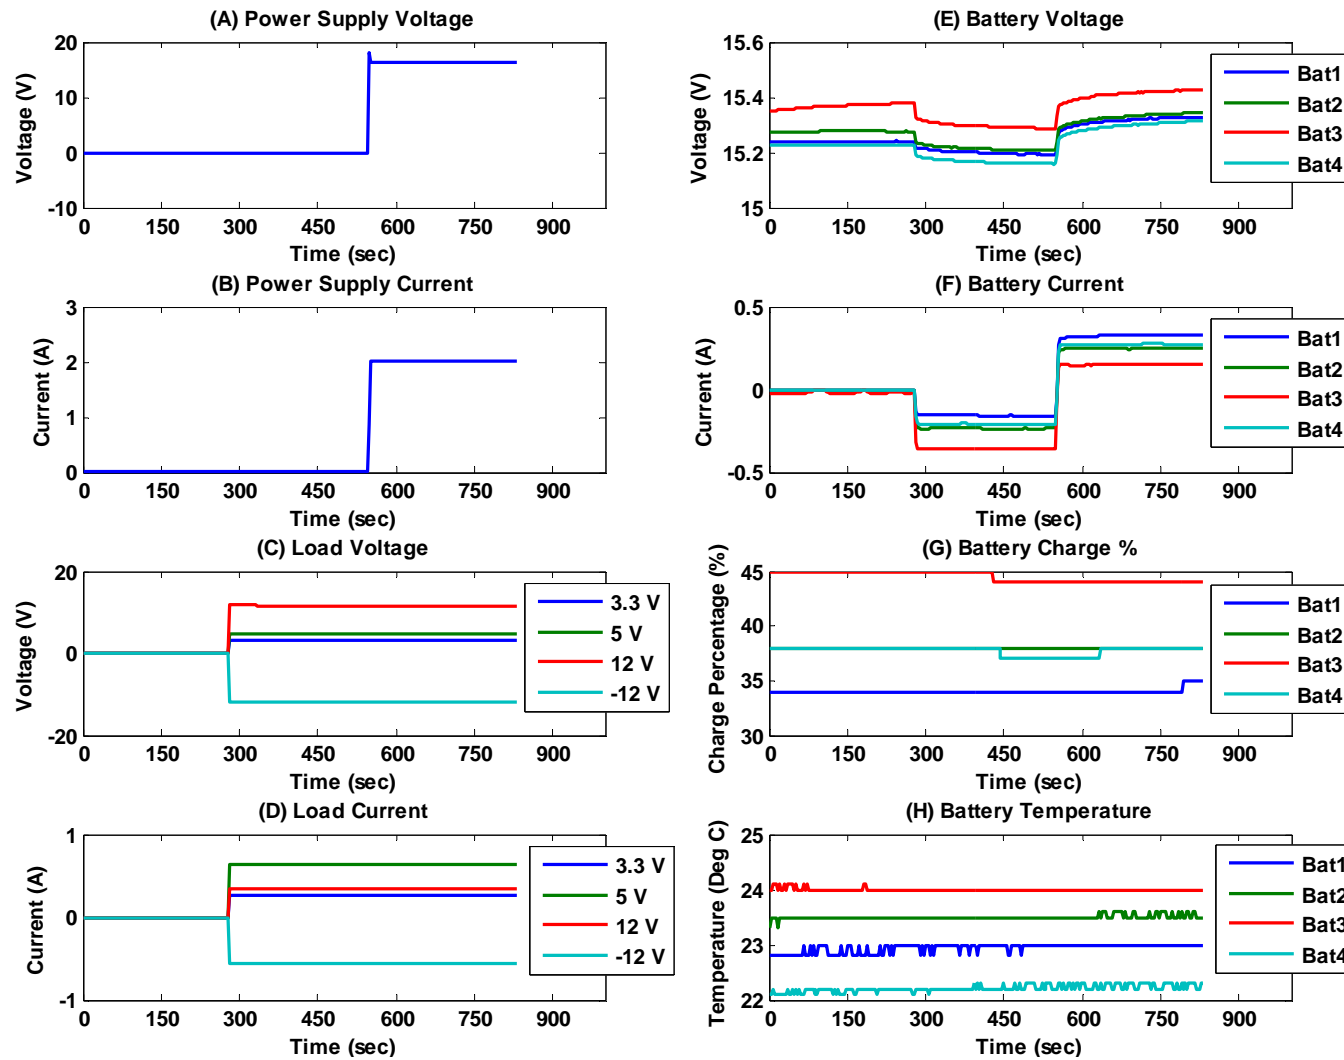 (A) Power Supply Voltage
Voltage (V)
20
10
0
-10
0 150 300 450 600 750 900
Time (sec)
(B) Power Supply Current
Current (A)
3
2
1
0
0 150 300 450 600 750 900
Time (sec)
(C) Load Voltage
Voltage (V)
20
0
-20
0 150 300 450 600 750 900
Time (sec)
3.3 V
5 V
12 V
-12 V
(D) Load Current
Current (A)
1
0
-1
0 150 300 450 600 750 900
Time (sec)
3.3 V
5 V
12 V
-12 V
(E) Battery Voltage
Voltage (V)
15.6
15.4
15.2
15
0 150 300 450 600 750 900
Time (sec)
Bat1
Bat2
Bat3
Bat4
(F) Battery Current
Current (A)
0.5
0
-0.5
0 150 300 450 600 750 900
Time (sec)
Bat1
Bat2
Bat3
Bat4
(G) Battery Charge %
Charge Percentage (%)
45
40
35
30
0 150 300 450 600 750 900
Time (sec)
Bat1
Bat2
Bat3
Bat4
(H) Battery Temperature
Temperature (Deg C)
25
24
23
22
0 150 300 450 600 750 900
Time (sec)
Bat1
Bat2
Bat3
Bat4